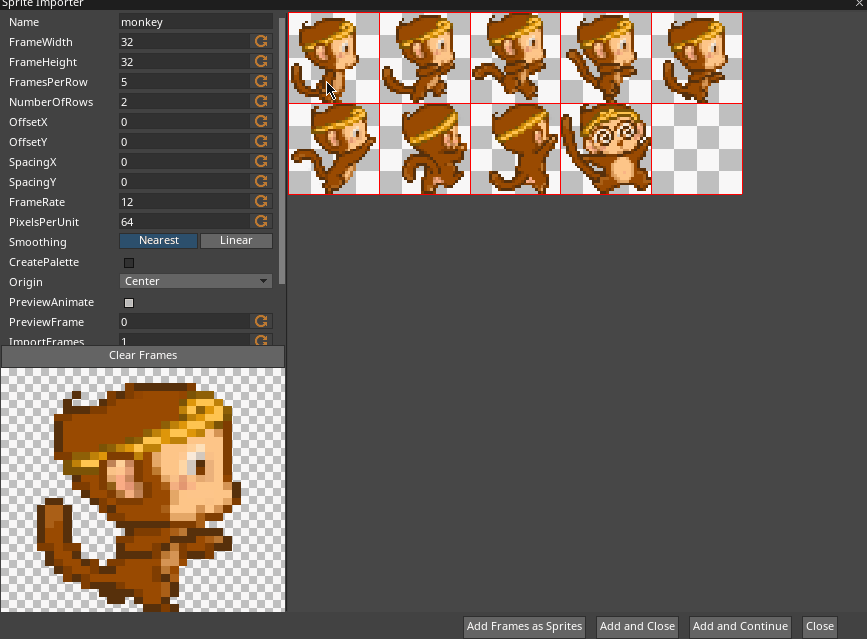 Sprite Importer
Name monkey
FrameWidth 32
FrameHeight 32
FramesPerRow 5
NumberOfRows 2
OffsetX 0
OffsetY 0
SpacingX 0
SpacingY 0
FrameRate 12
PixelsPerUnit 64
Smoothing Nearest Linear
CreatePalette
Origin Center
PreviewAnimate
PreviewFrame 0
ImportFrames 1
Clear Frames
Add Frames as Sprites Add and Close Add and Continue Close